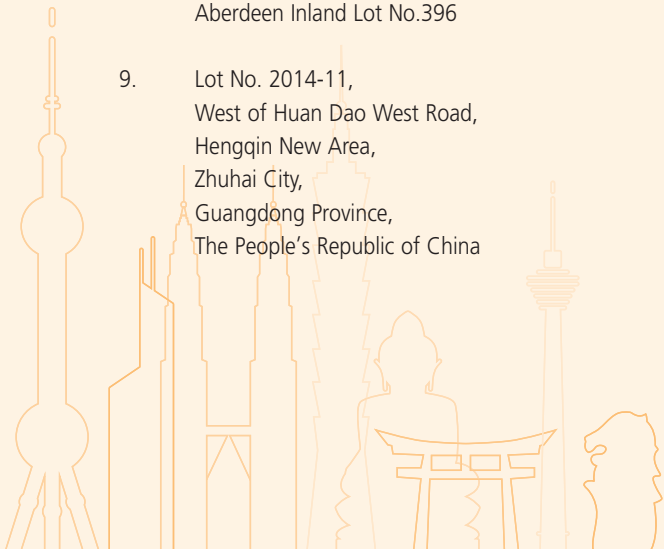 Aberdeen Inland Lot No.396
9. Lot No. 2014-11,
West of Huan Dao West Road,
Hengqin New Area,
Zhuhai City,
Guangdong Province,
The People’s Republic of China